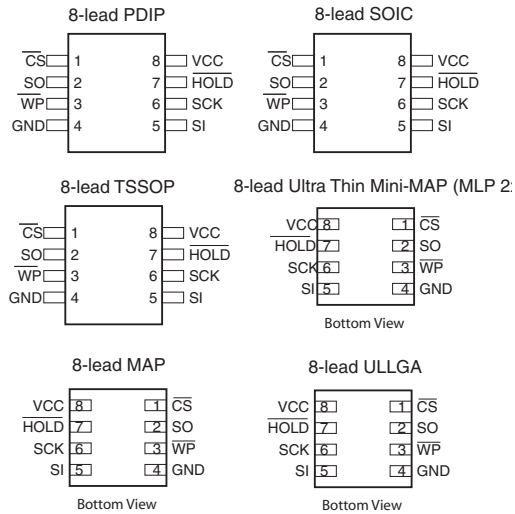 8-lead PDIP
CS 1 8 VCC
SO 2 7 HOLD
WP 3 6 SCK
GND 4 5 SI
8-lead SOIC
CS 1 8 VCC
SO 2 7 HOLD
WP 3 6 SCK
GND 4 5 SI
8-lead TSSOP
CS 1 8 VCC
SO 2 7 HOLD
WP 3 6 SCK
GND 4 5 SI
8-lead Ultra Thin Mini-MAP (MLP 2
VCC 8 1 CS
HOLD 7 2 SO
SCK 6 3 WP
SI 5 4 GND
Bottom View
8-lead MAP
VCC 8 1 CS
HOLD 7 2 SO
SCK 6 3 WP
SI 5 4 GND
Bottom View
8-lead ULLGA
VCC 8 1 CS
HOLD 7 2 SO
SCK 6 3 WP
SI 5 4 GND
Bottom View